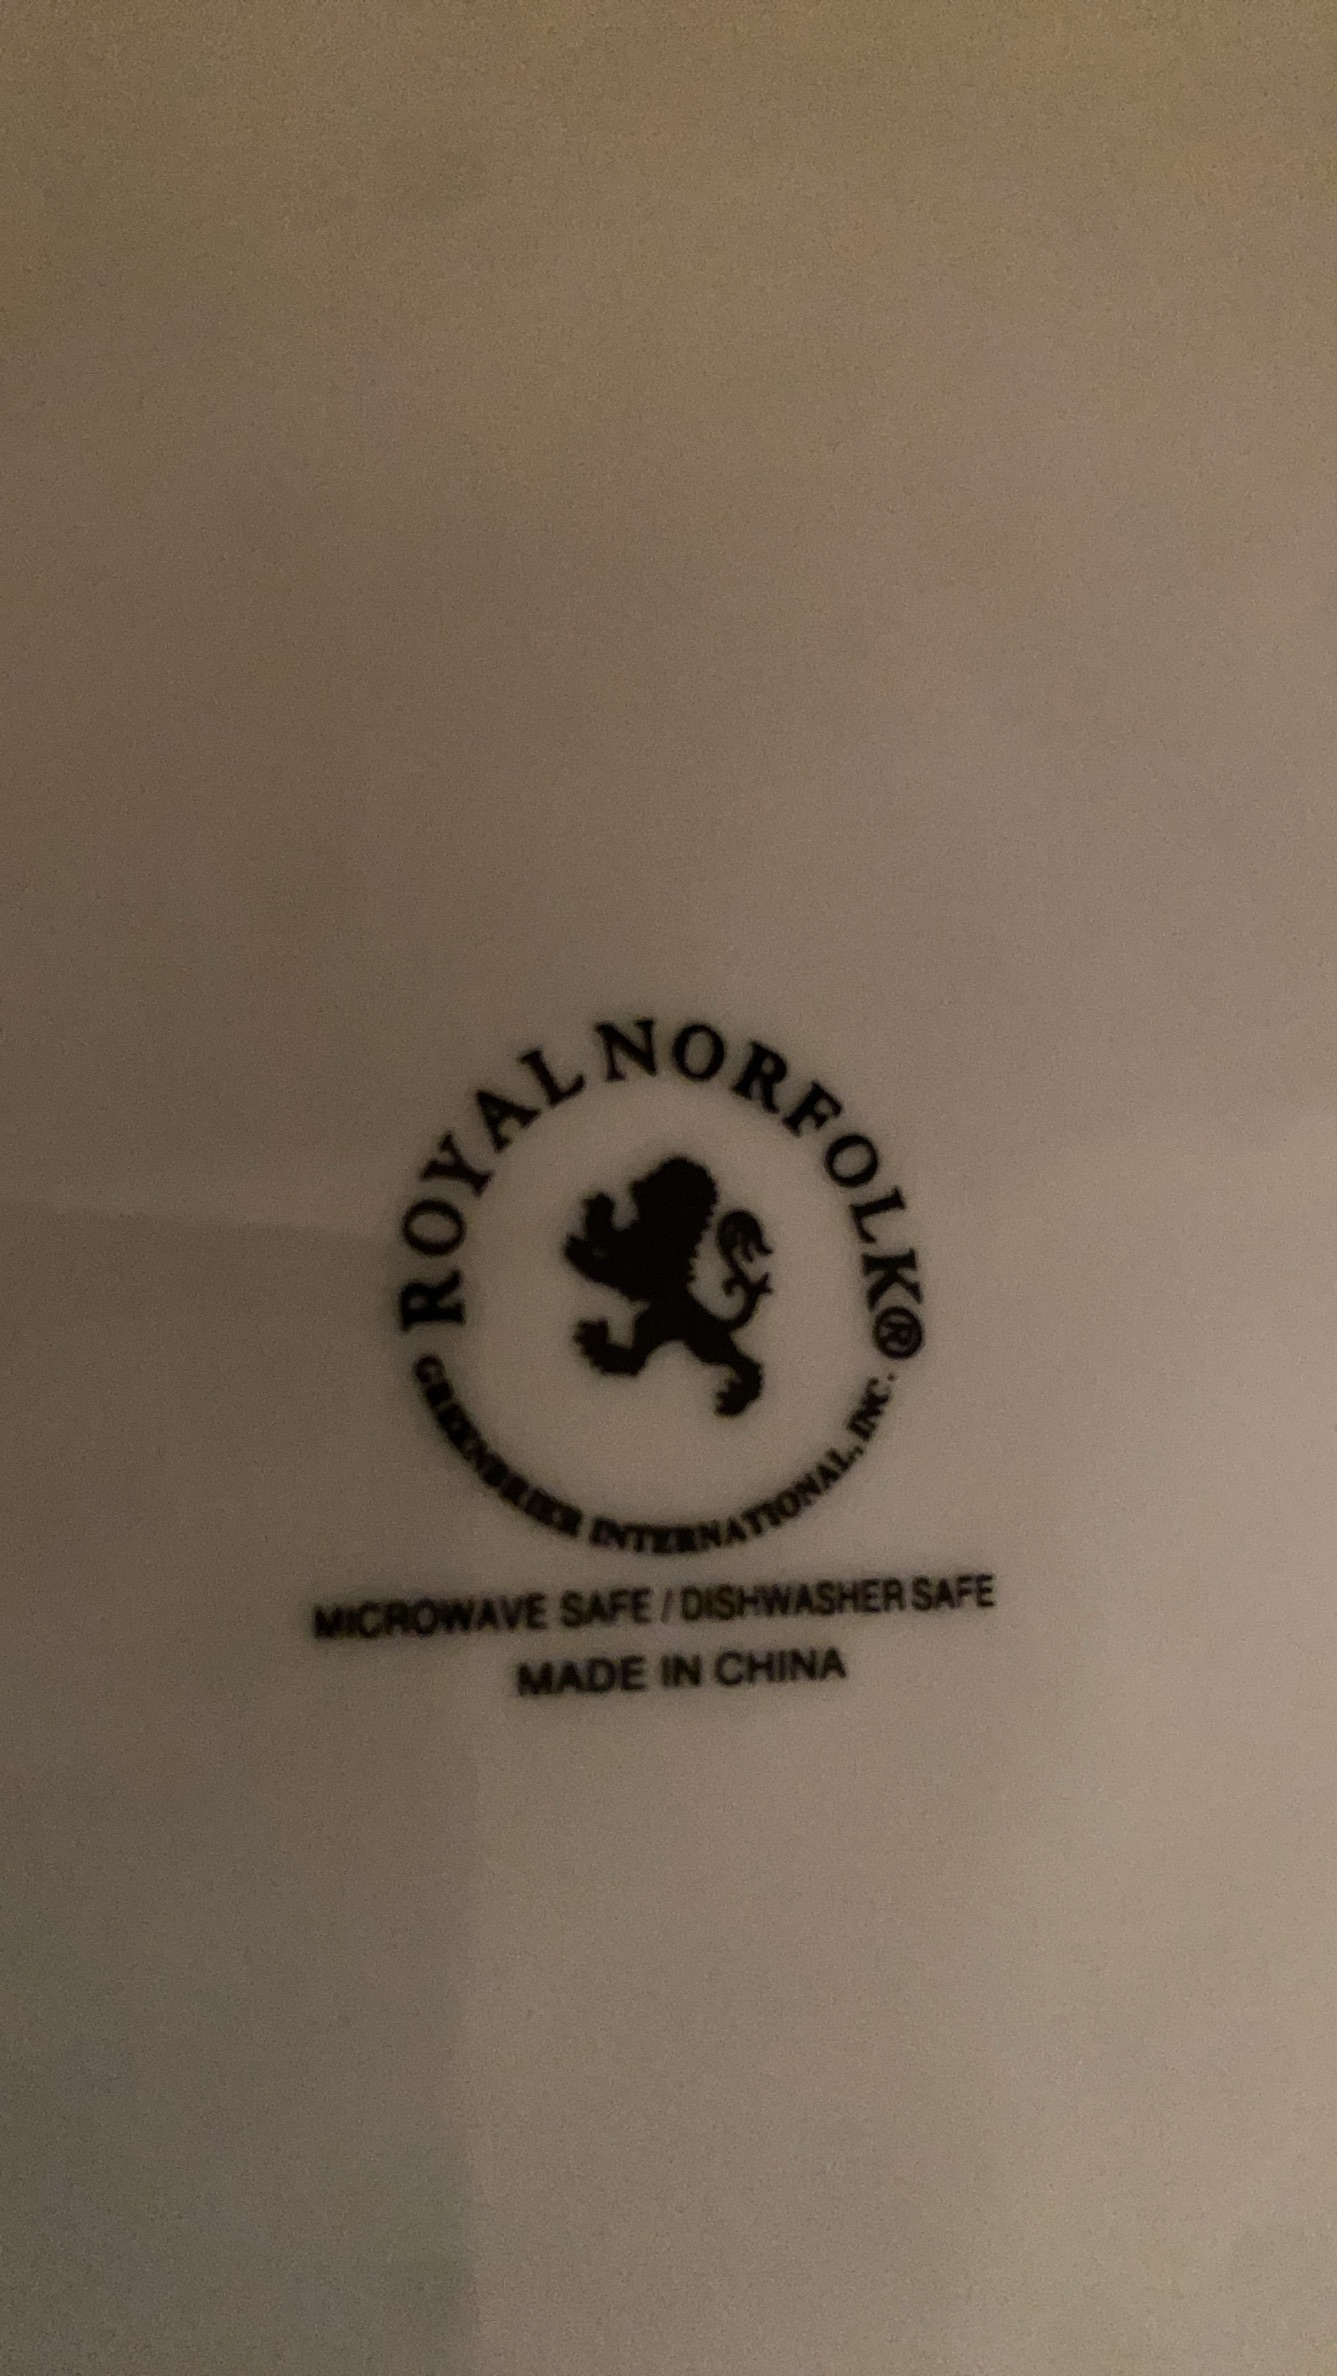 ROYAL NORFOLK®
GREENBRIER INTERNATIONAL, INC.
MICROWAVE SAFE / DISHWASHER SAFE
MADE IN CHINA